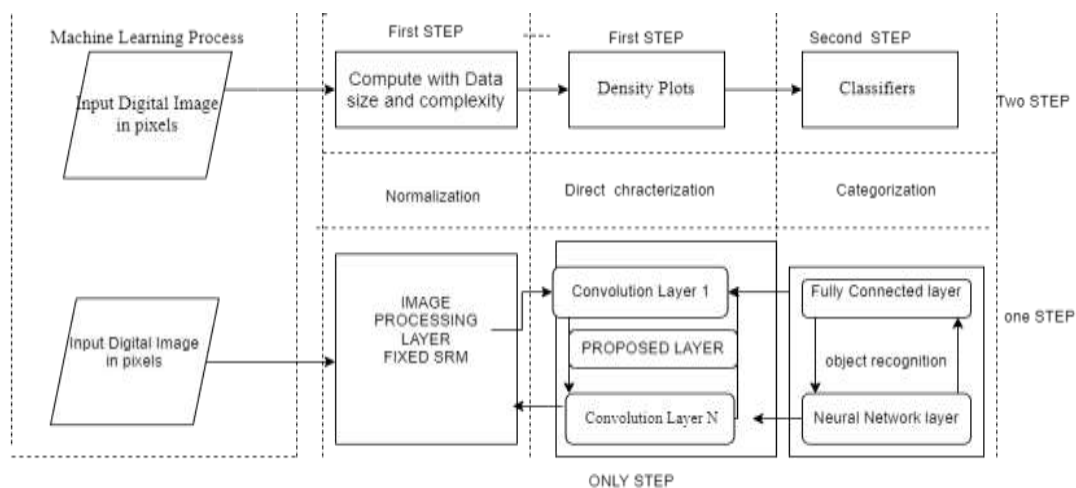 Machine Learning Process
First STEP
First STEP
Second STEP
Input Digital Image
in pixels
Compute with Data
size and complexity
Density Plots
Classifiers
Two STEP
Normalization
Direct chracterization
Categorization
Input Digital Image
in pixels
IMAGE
PROCESSING
LAYER
FIXED SRM
Convolution Layer 1
PROPOSED LAYER
Convolution Layer N
Fully Connected layer
object recognition
Neural Network layer
one STEP
ONLY STEP